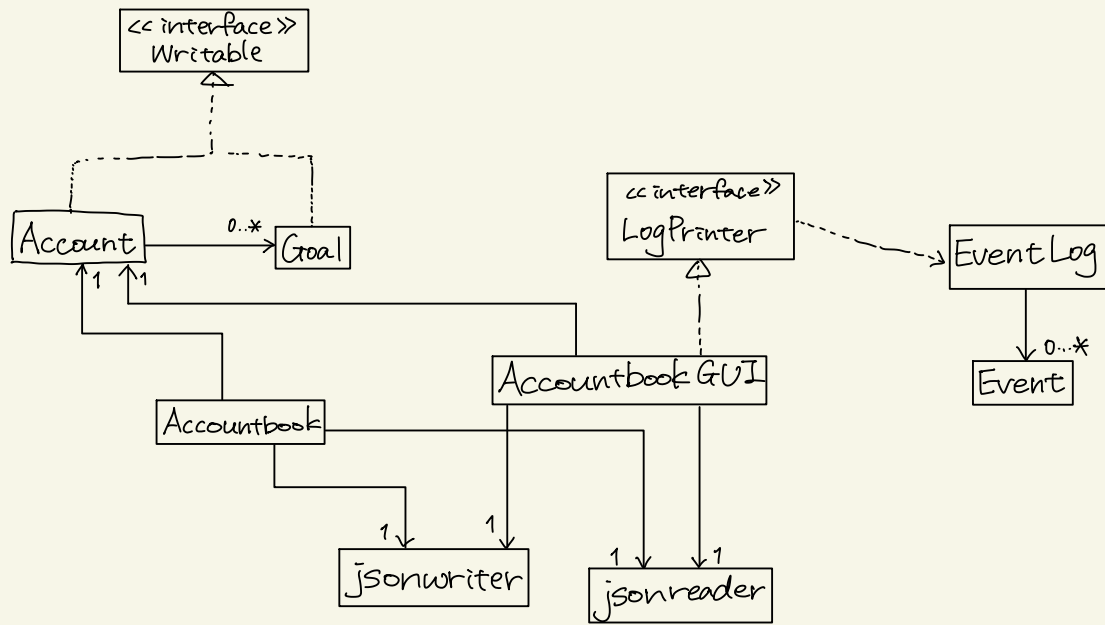 <<interface>>
Writable
<<interface>>
LogPrinter
Account
0..*
Goal
EventLog
1
1
0...*
Event
AccountbookGUI
Accountbook
1
1
1
1
jsonwriter
jsonreader